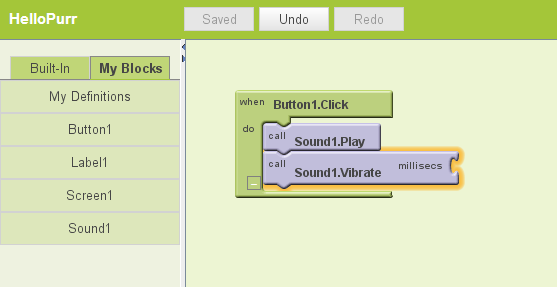 HelloPurr
Saved Undo Redo
Built-In My Blocks
My Definitions
Button1
Label1
Screen1
Sound1
when Button1.Click
do
call Sound1.Play
call Sound1.Vibrate millisecs